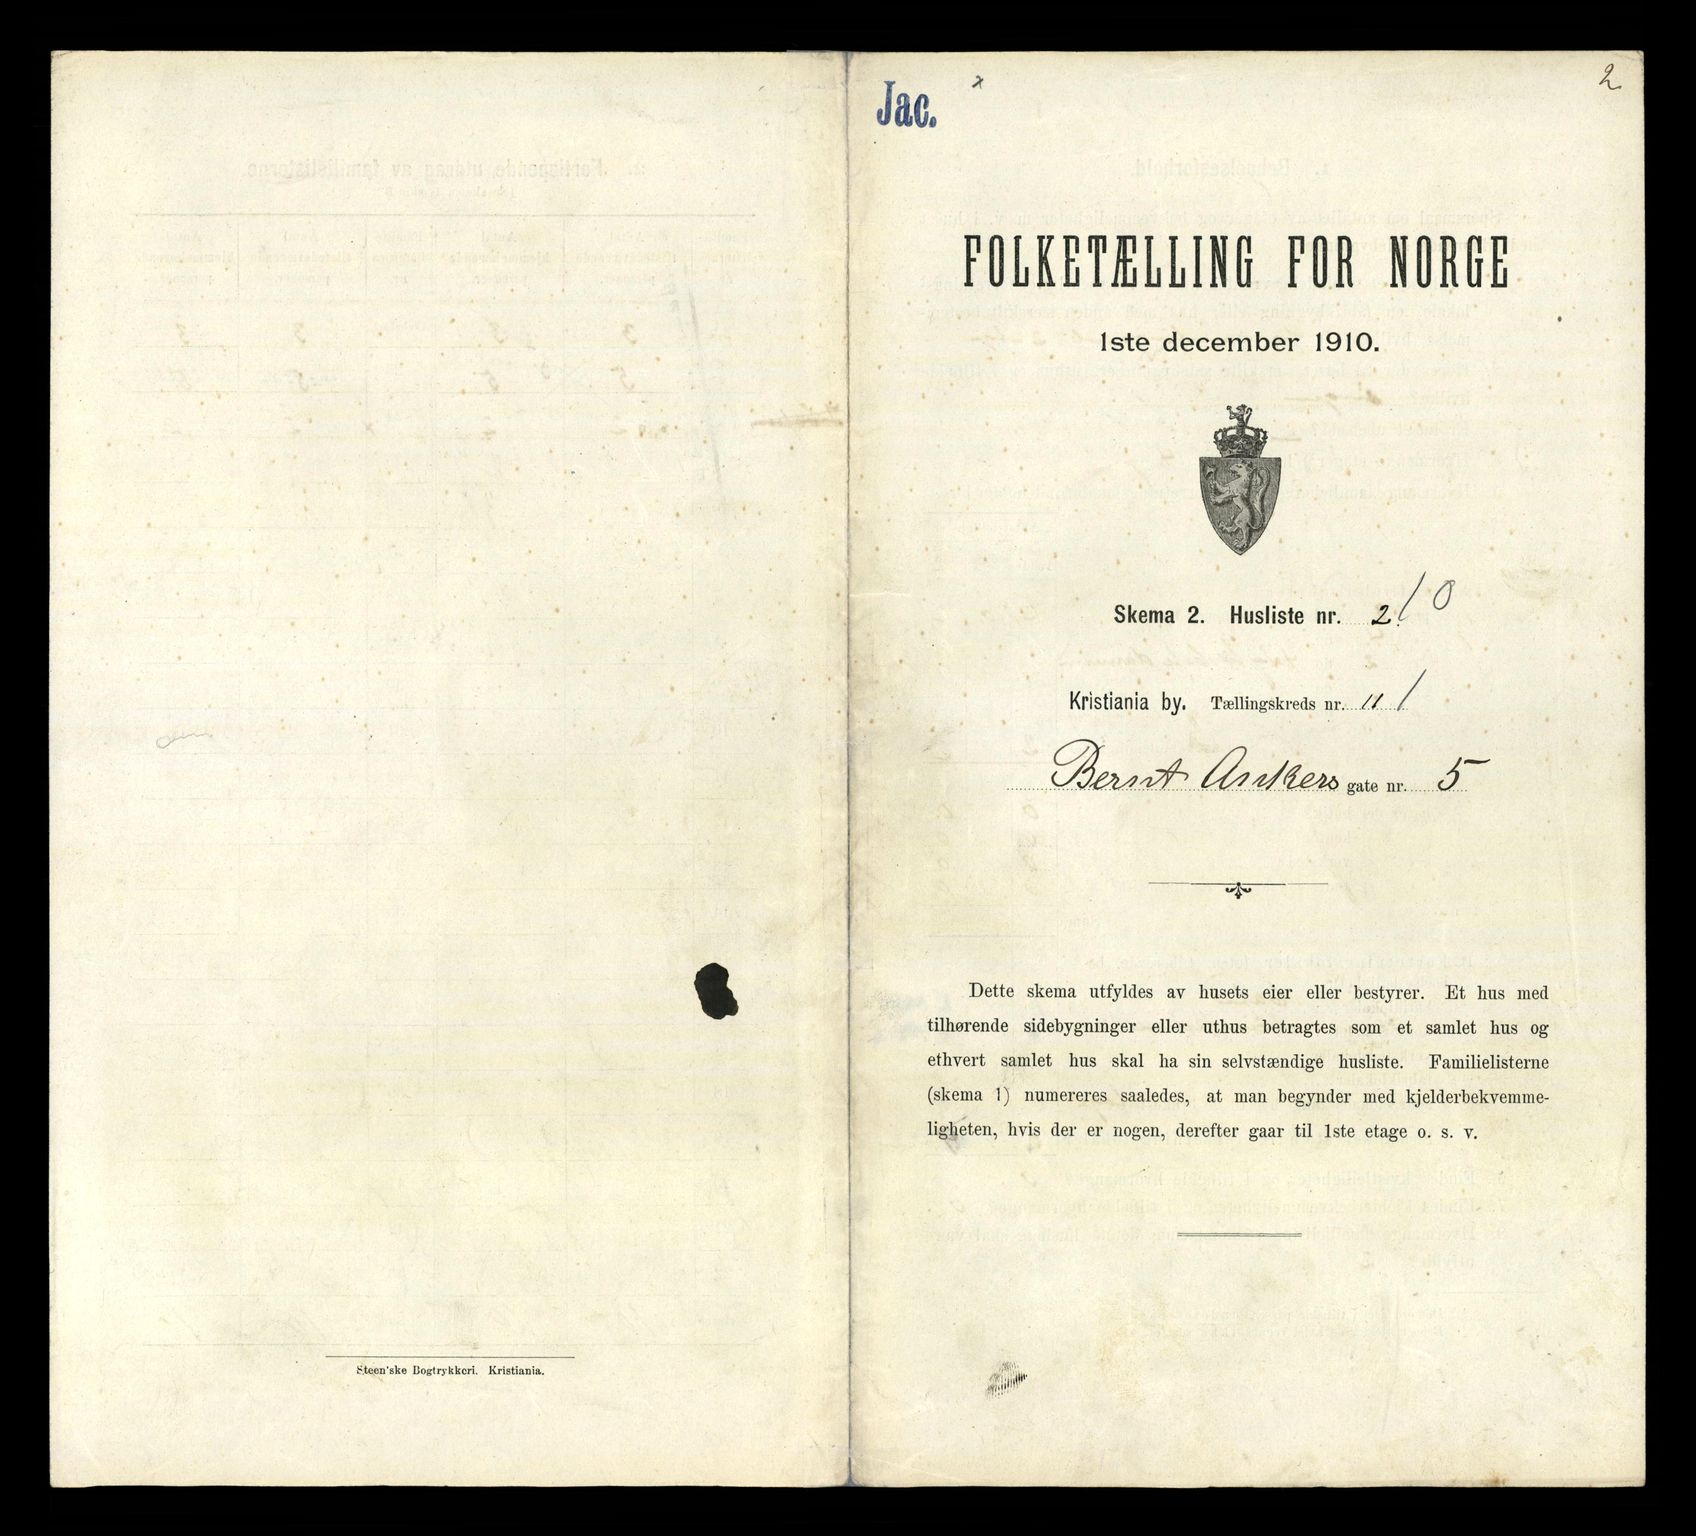 Jac.
2
FOLKETÆLLING FOR NORGE
1ste december 1910.
Skema 2. Husliste nr. 2 / 0
Kristiania by. Tællingskreds nr. 11 /
Bernt Ankers gate nr. 5
Dette skema utfyldes av husets eier eller bestyrer. Et hus med
tilhørende sidebygninger eller uthus betragtes som et samlet hus og
ethvert samlet hus skal ha sin selvstændige husliste. Familielisterne
(skema 1) numereres saaledes, at man begynder med kjelderbekvemme-
ligheten, hvis der er nogen, derefter gaar til 1ste etage o. s. v.
Steen'ske Bogtrykkeri. Kristiania.